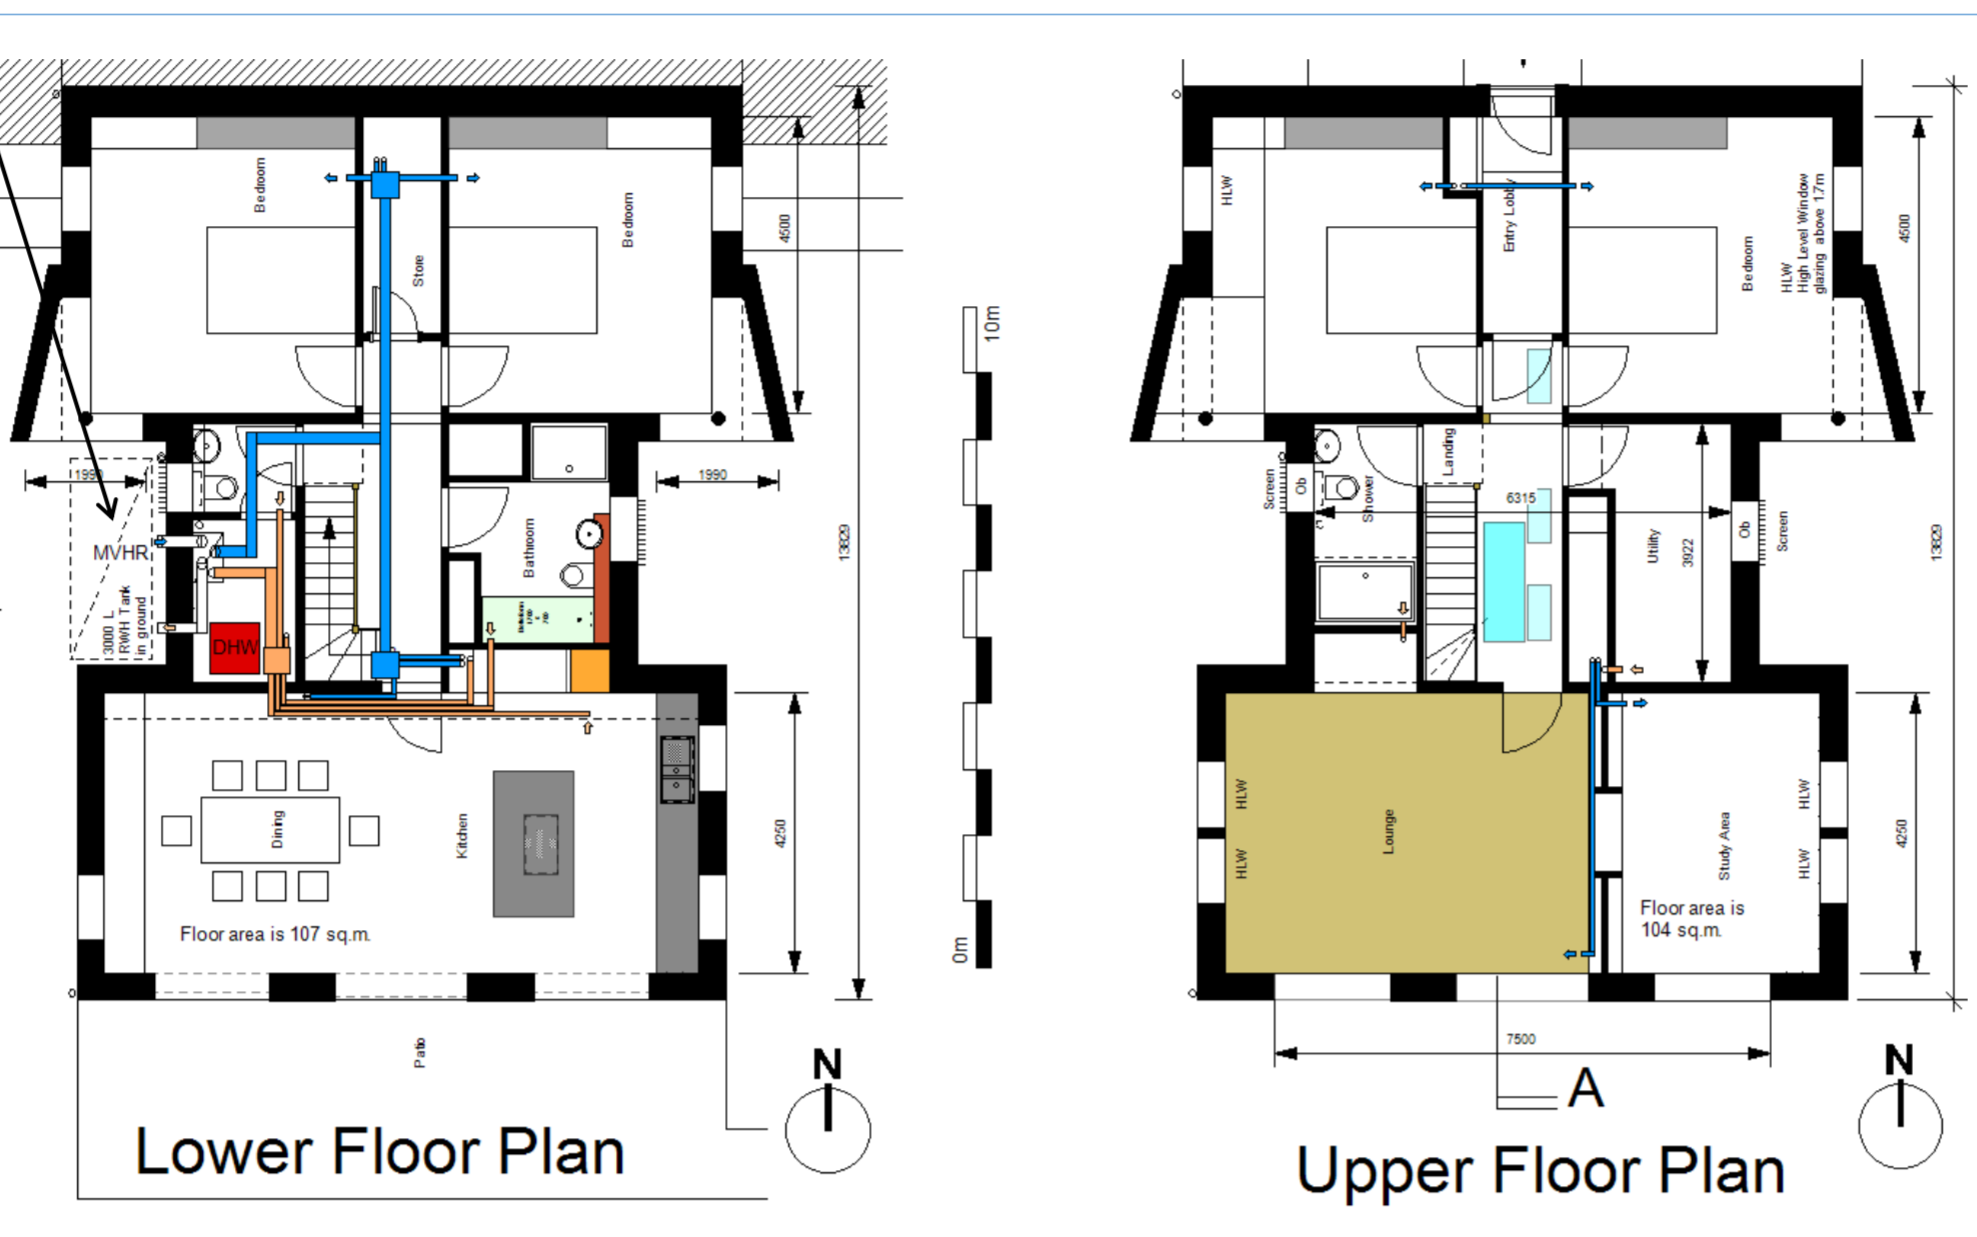 Bedroom
Bedroom
Store
4500
1990
1990
13829
MVHR
3000 L
RWH Tank
in ground
DHW
Bathroom
Dining
Kitchen
4250
Floor area is 107 sq.m.
Patio
N
Lower Floor Plan
10m
0m
HLW
Entry Lobby
Bedroom
HLW
High Level Window
glazing above 1.7m
4500
Landing
Screen
Ob
Shower
6315
Utility
3922
Ob
Screen
13829
HLW
HLW
Lounge
Study Area
HLW
HLW
4250
Floor area is
104 sq.m.
7500
A
N
Upper Floor Plan